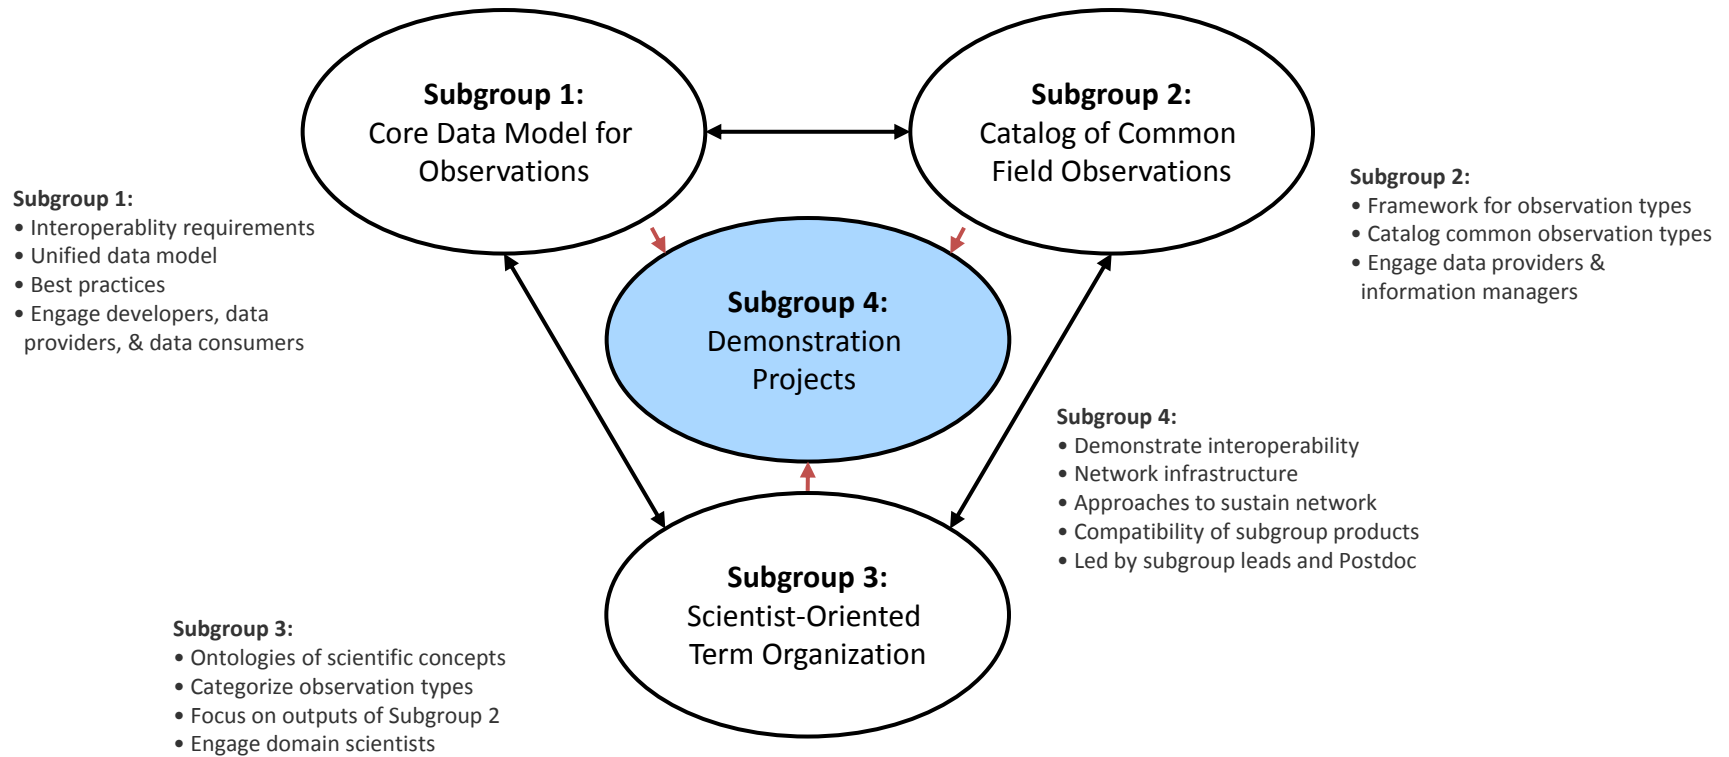 Subgroup 1:
Core Data Model for
Observations
Subgroup 2:
Catalog of Common
Field Observations
Subgroup 1:
• Interoperablity requirements
• Unified data model
• Best practices
• Engage developers, data
providers, & data consumers
Subgroup 2:
• Framework for observation types
• Catalog common observation types
• Engage data providers &
information managers
Subgroup 4:
Demonstration
Projects
Subgroup 4:
• Demonstrate interoperability
• Network infrastructure
• Approaches to sustain network
• Compatibility of subgroup products
• Led by subgroup leads and Postdoc
Subgroup 3:
Scientist-Oriented
Term Organization
Subgroup 3:
• Ontologies of scientific concepts
• Categorize observation types
• Focus on outputs of Subgroup 2
• Engage domain scientists